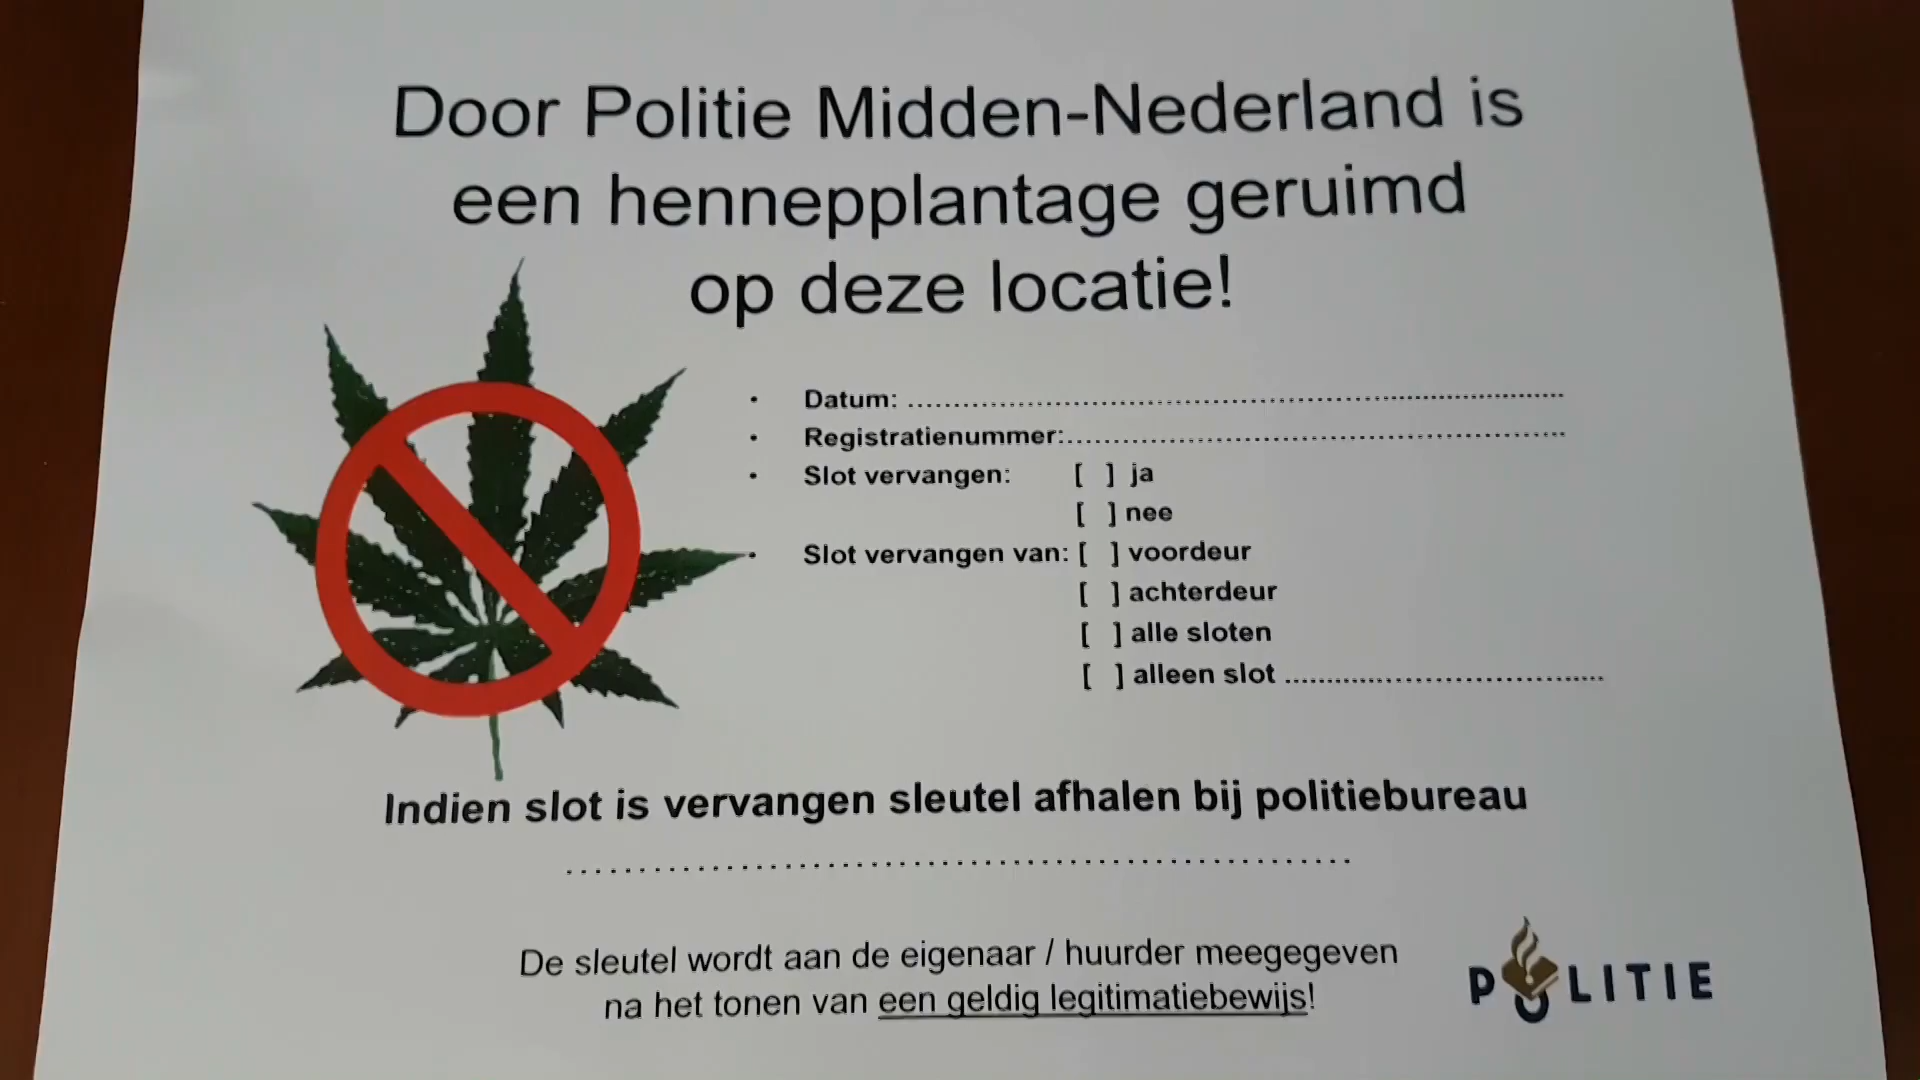 Door Politie Midden-Nederland is
een hennepplantage geruimd
op deze locatie!
• Datum: ........................................................................
• Registratienummer:.......................................................
• Slot vervangen: [ ] ja
[ ] nee
• Slot vervangen van: [ ] voordeur
[ ] achterdeur
[ ] alle sloten
[ ] alleen slot ...................................
Indien slot is vervangen sleutel afhalen bij politiebureau
.......................................................
De sleutel wordt aan de eigenaar / huurder meegegeven
na het tonen van een geldig legitimatiebewijs!
POLITIE